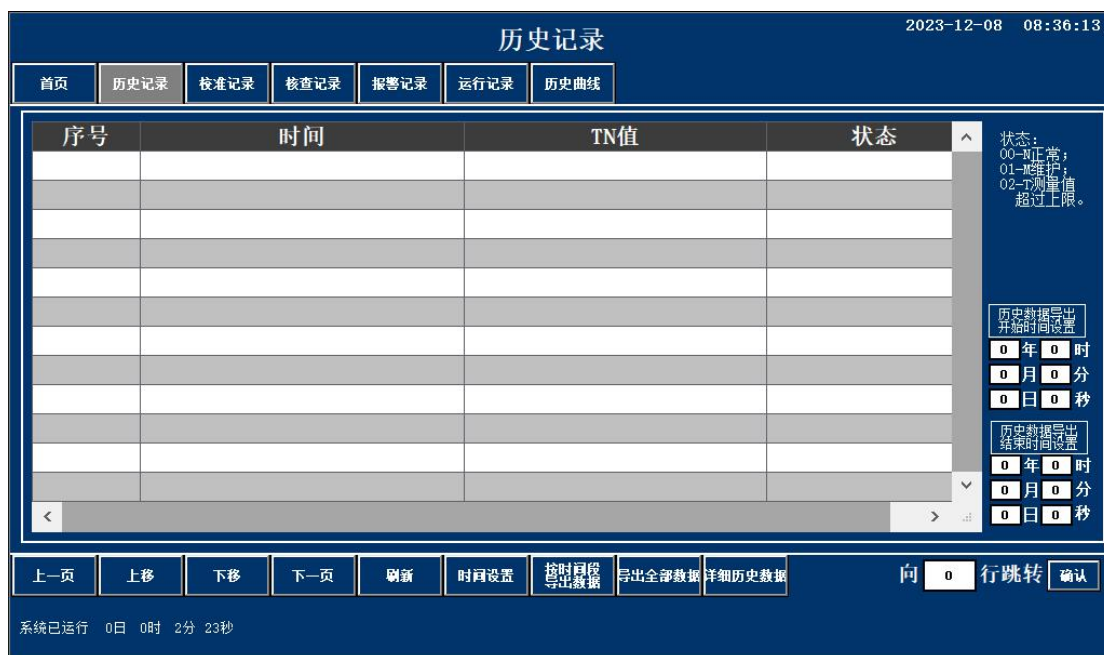 历史记录
2023-12-08 08:36:13
首页 历史记录 校准记录 核查记录 报警记录 运行记录 历史曲线
序号 时间 TN值 状态
状态：
00-N正常；
01-M维护；
02-T测量值
超过上限。
历史数据导出
开始时间设置
0 年 0 时
0 月 0 分
0 日 0 秒
历史数据导出
结束时间设置
0 年 0 时
0 月 0 分
0 日 0 秒
上一页 上移 下移 下一页 刷新 时间设置 按时间段导出数据 导出全部数据 详细历史数据 向 0 行跳转 确认
系统已运行 0日 0时 2分 23秒